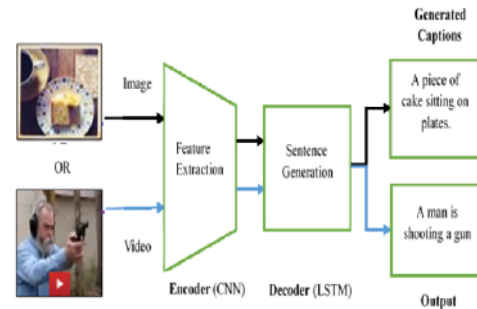 Generated
Captions
Image
A piece of
cake sitting on
plates.
OR
Feature
Extraction
Sentence
Generation
A man is
shooting a gun
Video
Encoder (CNN)
Decoder (LSTM)
Output